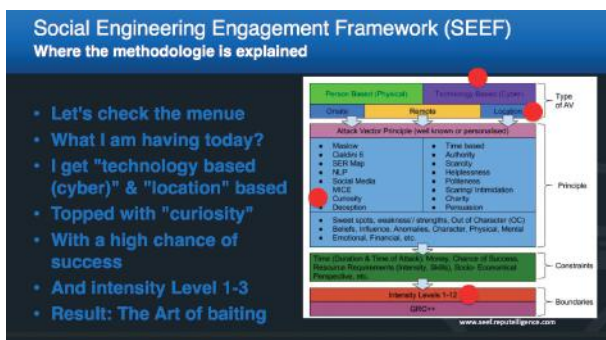 Social Engineering Engagement Framework (SEEF)
Where the methodologie is explained
• Let's check the menue
• What I am having today?
• I get "technology based
(cyber)" & "location" based
• Topped with "curiosity"
• With a high chance of
success
• And intensity Level 1-3
• Result: The Art of baiting
Person Based (Physical)
Technology Based (Cyber)
Onsite
Remote
Location
Type
of AV
Attack Vector Principle (well known or personalised)
• Maslow
• Cialdini 6
• SER Map
• NLP
• Social Media
• MICE
• Curiosity
• Deception
• Time based
• Authority
• Scarcity
• Helplessness
• Politeness
• Scaring/ Intimidation
• Charity
• Persuasion
Principle
• Sweet spots, weakness'/ strengths, Out of Character (OC)
• Beliefs, Influence, Anomalies, Character, Physical, Mental
• Emotional, Financial, etc.
Time (Duration & Time of Attack), Money, Chance of Success,
Resource Requirements (Intensity, Skills), Socio- Economical
Perspective, etc.
Constraints
Intensity Levels 1-12
GRC++
Boundaries
www.seef.reputelligence.com